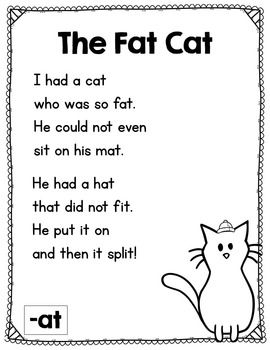 The Fat Cat
I had a cat
who was so fat.
He could not even
sit on his mat.
He had a hat
that did not fit.
He put it on
and then it split!
-at